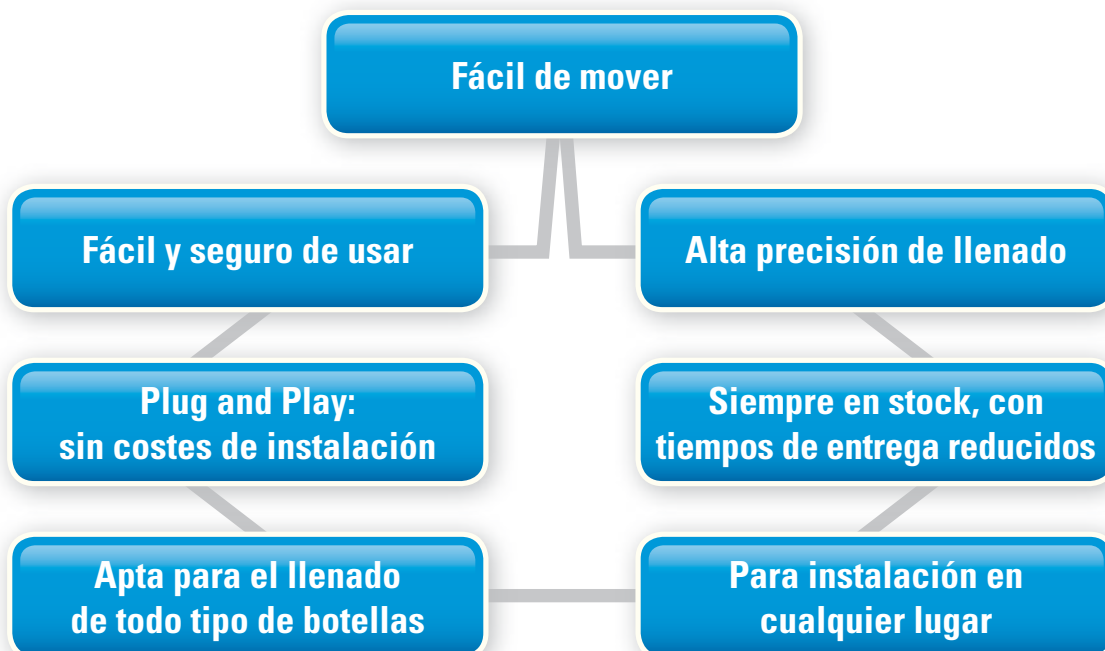 Fácil de mover
Fácil y seguro de usar
Alta precisión de llenado
Plug and Play:
sin costes de instalación
Siempre en stock, con
tiempos de entrega reducidos
Apta para el llenado
de todo tipo de botellas
Para instalación en
cualquier lugar